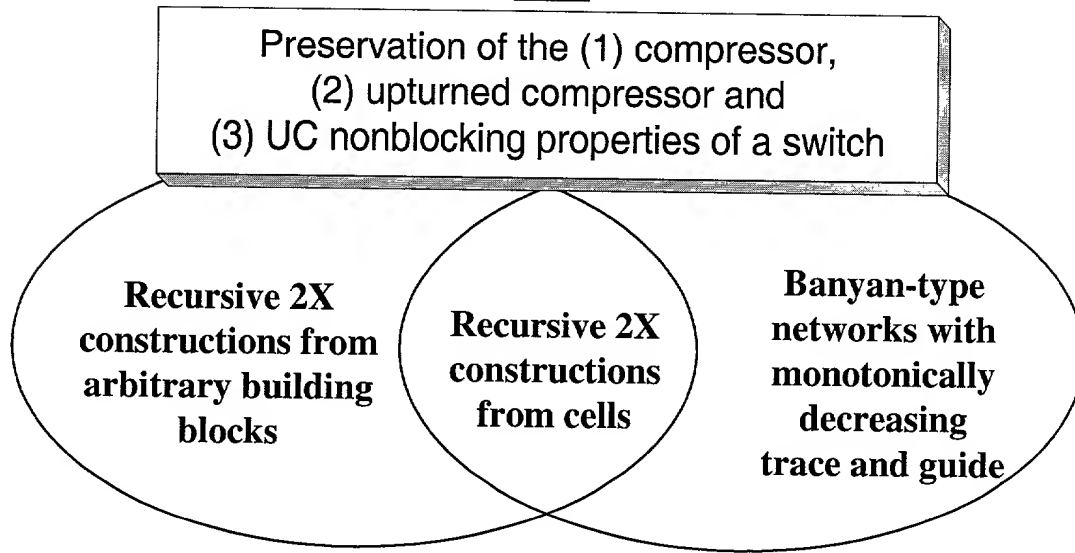 Preservation of the (1) compressor,
(2) upturned compressor and
(3) UC nonblocking properties of a switch
Recursive 2X
constructions from
arbitrary building
blocks
Recursive 2X
constructions
from cells
Banyan-type
networks with
monotonically
decreasing
trace and guide